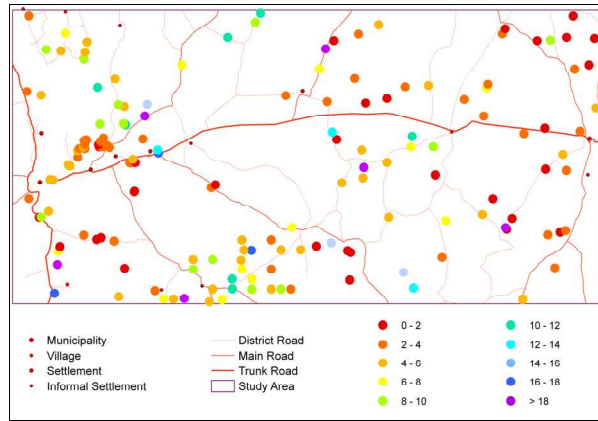 Municipality
Village
Settlement
Informal Settlement
District Road
Main Road
Trunk Road
Study Area
0 - 2
2 - 4
4 - 6
6 - 8
8 - 10
10 - 12
12 - 14
14 - 16
16 - 18
> 18